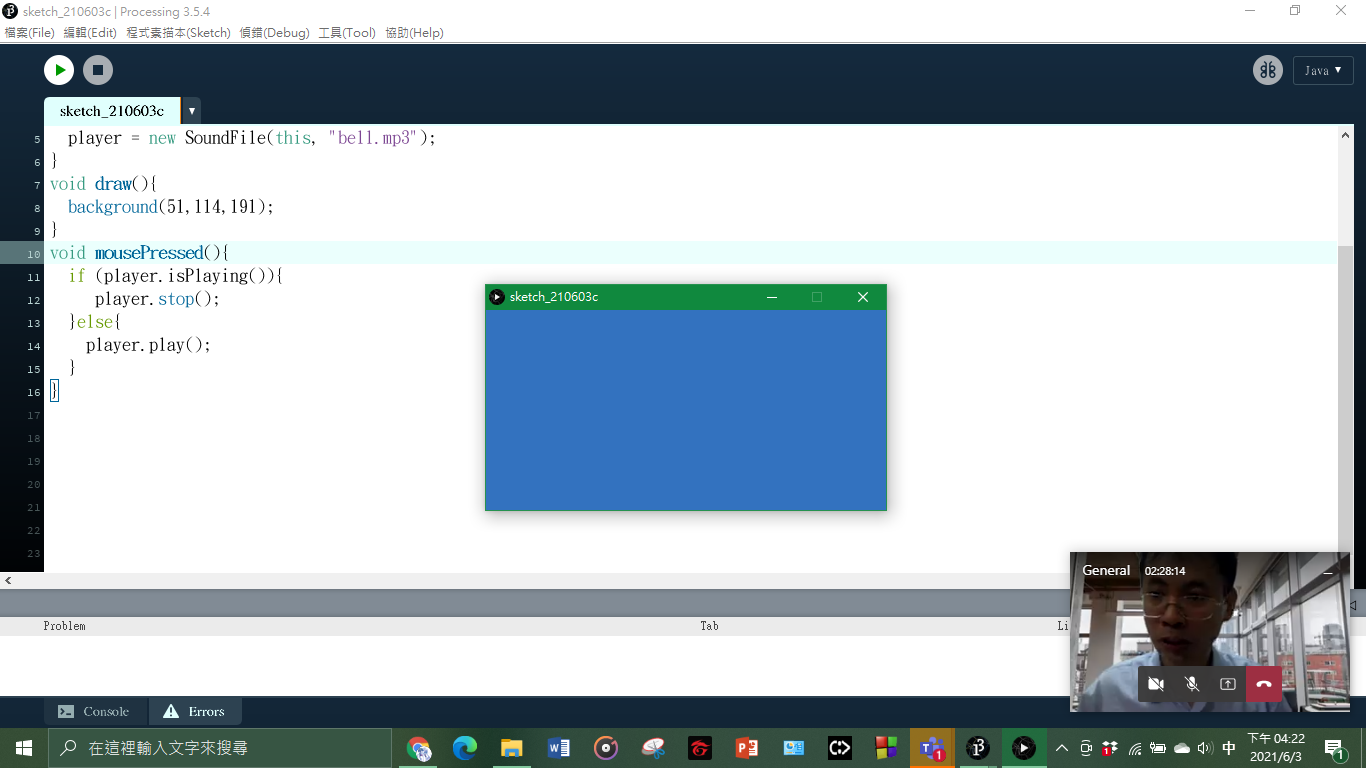 sketch_210603c | Processing 3.5.4
檔案(File) 編輯(Edit) 程式素描本(Sketch) 偵錯(Debug) 工具(Tool) 協助(Help)
Java ▼
sketch_210603c ▼
5 player = new SoundFile(this, "bell.mp3");
6 }
7 void draw(){
8 background(51,114,191);
9 }
10 void mousePressed(){
11 if (player.isPlaying()){
12 player.stop();
13 }else{
14 player.play();
15 }
16 }
17
18
19
20
21
22
23
sketch_210603c
General 02:28:14
Problem Tab Li
Console Errors
在這裡輸入文字來搜尋
1
中
下午 04:22
2021/6/3
1